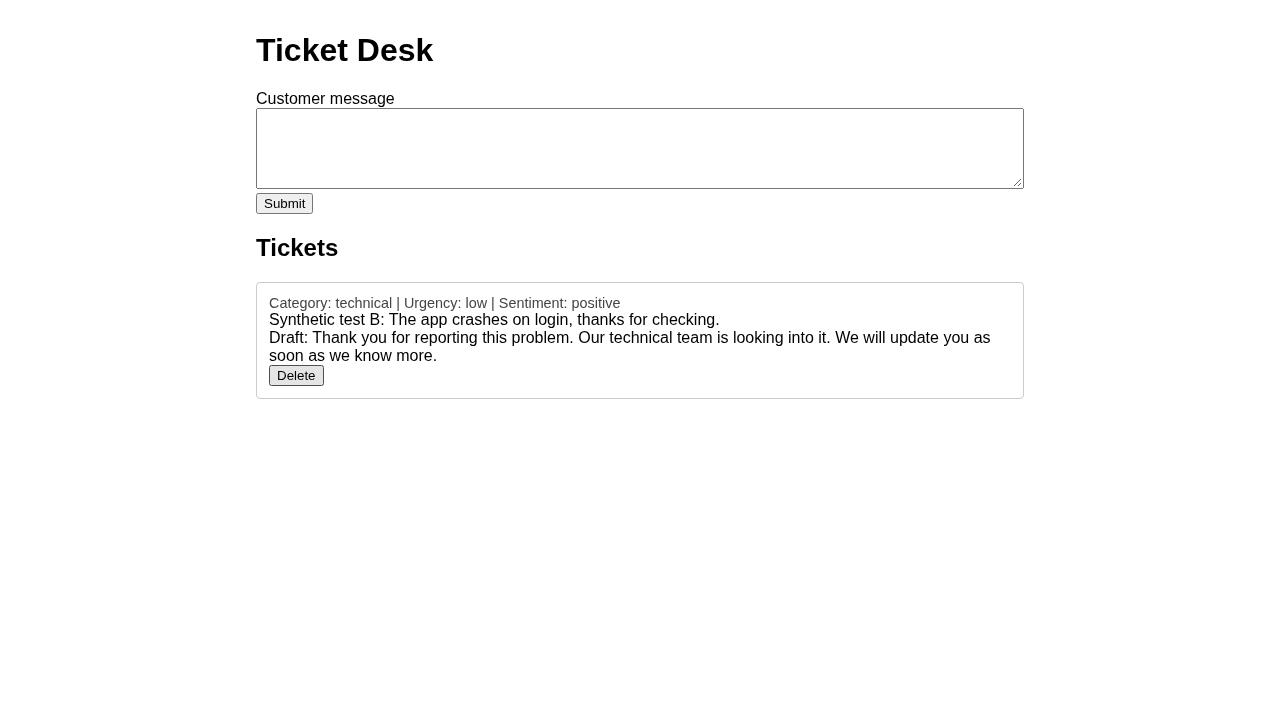 Ticket Desk
Customer message
Submit
Tickets
Category: technical | Urgency: low | Sentiment: positive
Synthetic test B: The app crashes on login, thanks for checking.
Draft: Thank you for reporting this problem. Our technical team is looking into it. We will update you as
soon as we know more.
Delete